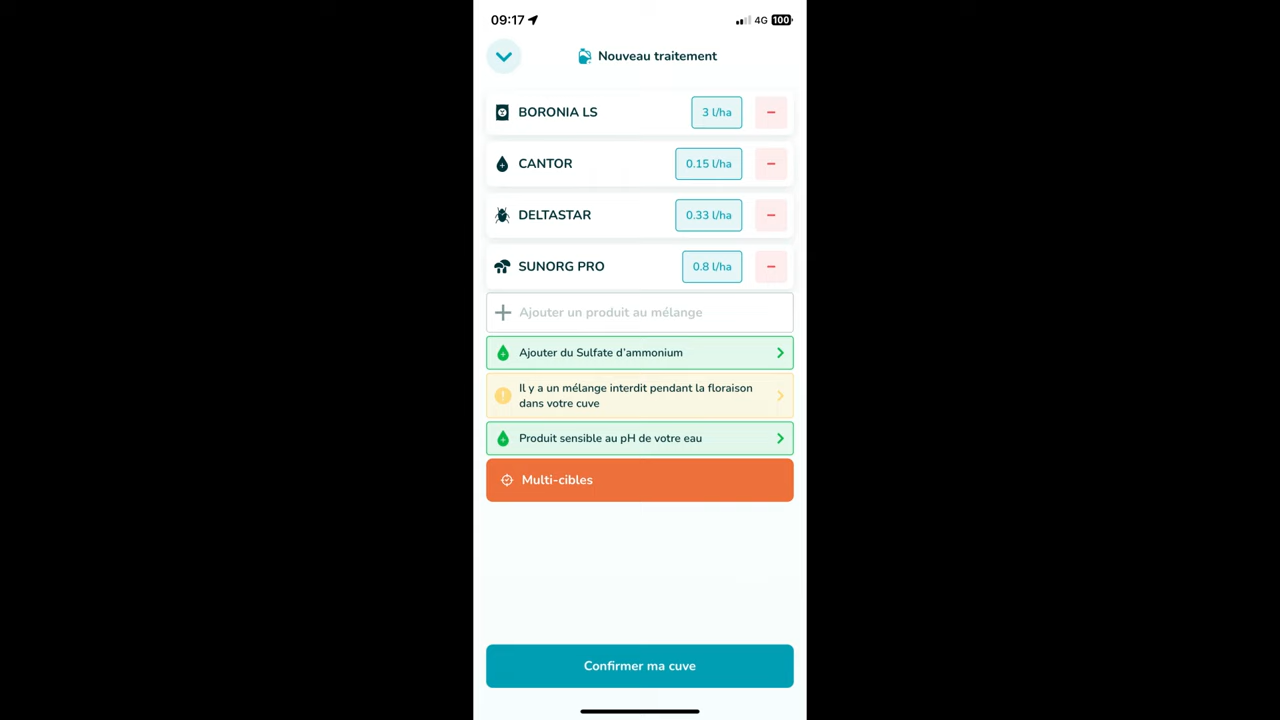 09:17
4G 100
Nouveau traitement
BORONIA LS 3 l/ha
CANTOR 0.15 l/ha
DELTASTAR 0.33 l/ha
SUNORG PRO 0.8 l/ha
Ajouter un produit au mélange
Ajouter du Sulfate d'ammonium
Il y a un mélange interdit pendant la floraison
dans votre cuve
Produit sensible au pH de votre eau
Multi-cibles
Confirmer ma cuve